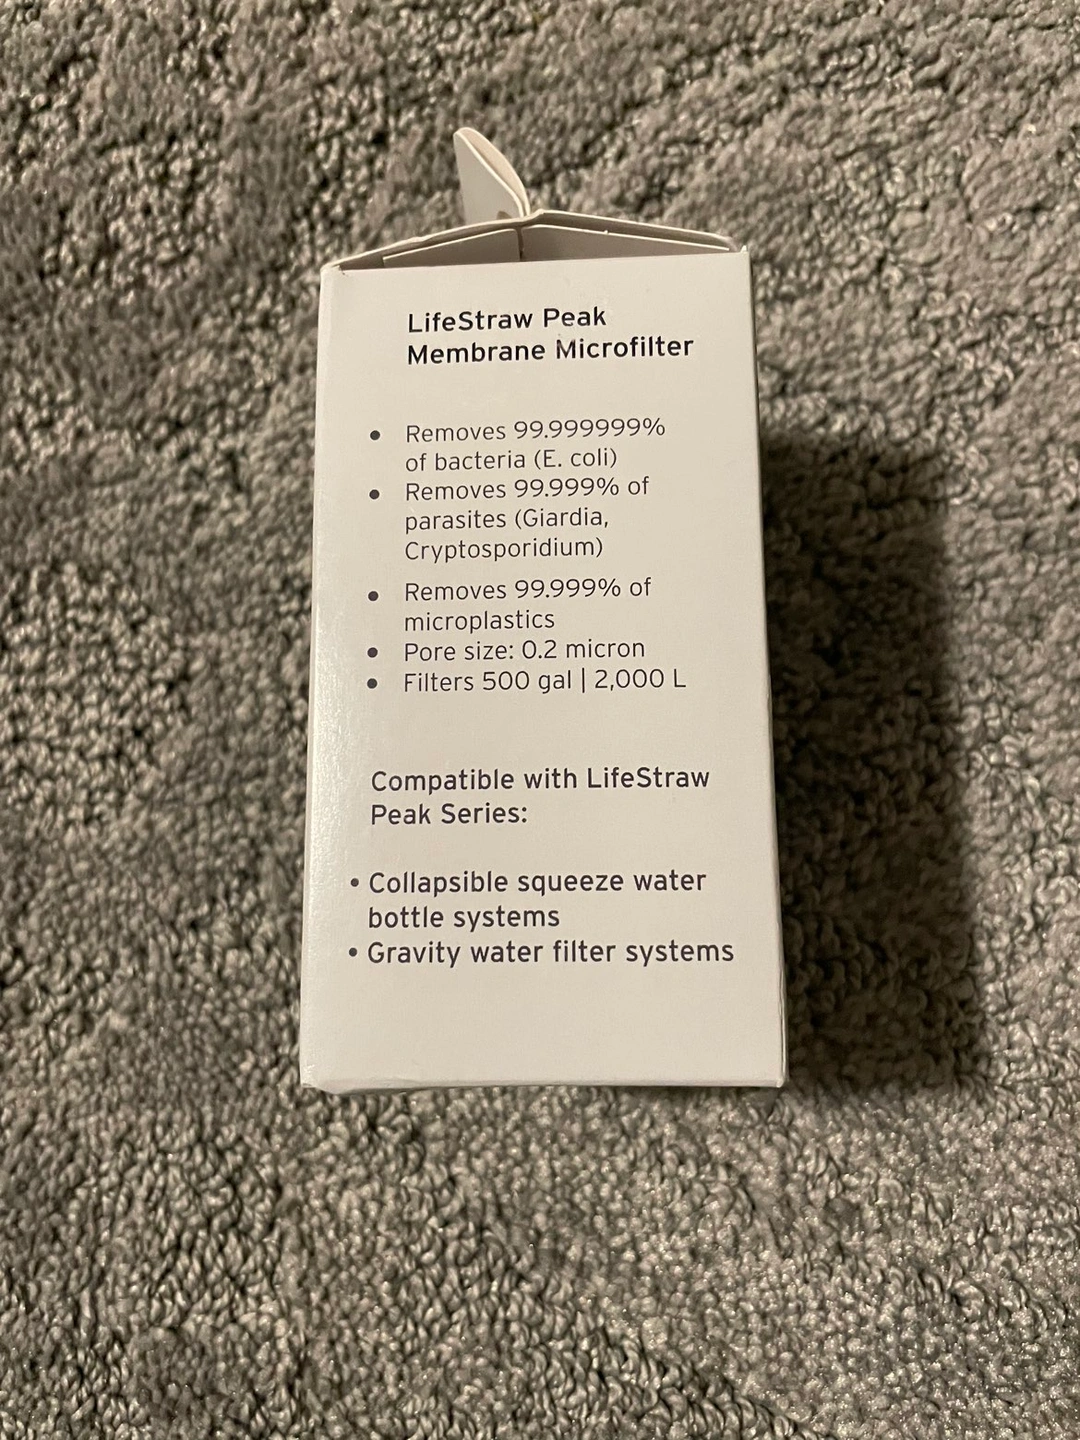 LifeStraw Peak
Membrane Microfilter
• Removes 99.999999%
of bacteria (E. coli)
• Removes 99.999% of
parasites (Giardia,
Cryptosporidium)
• Removes 99.999% of
microplastics
• Pore size: 0.2 micron
• Filters 500 gal | 2,000 L
Compatible with LifeStraw
Peak Series:
• Collapsible squeeze water
bottle systems
• Gravity water filter systems